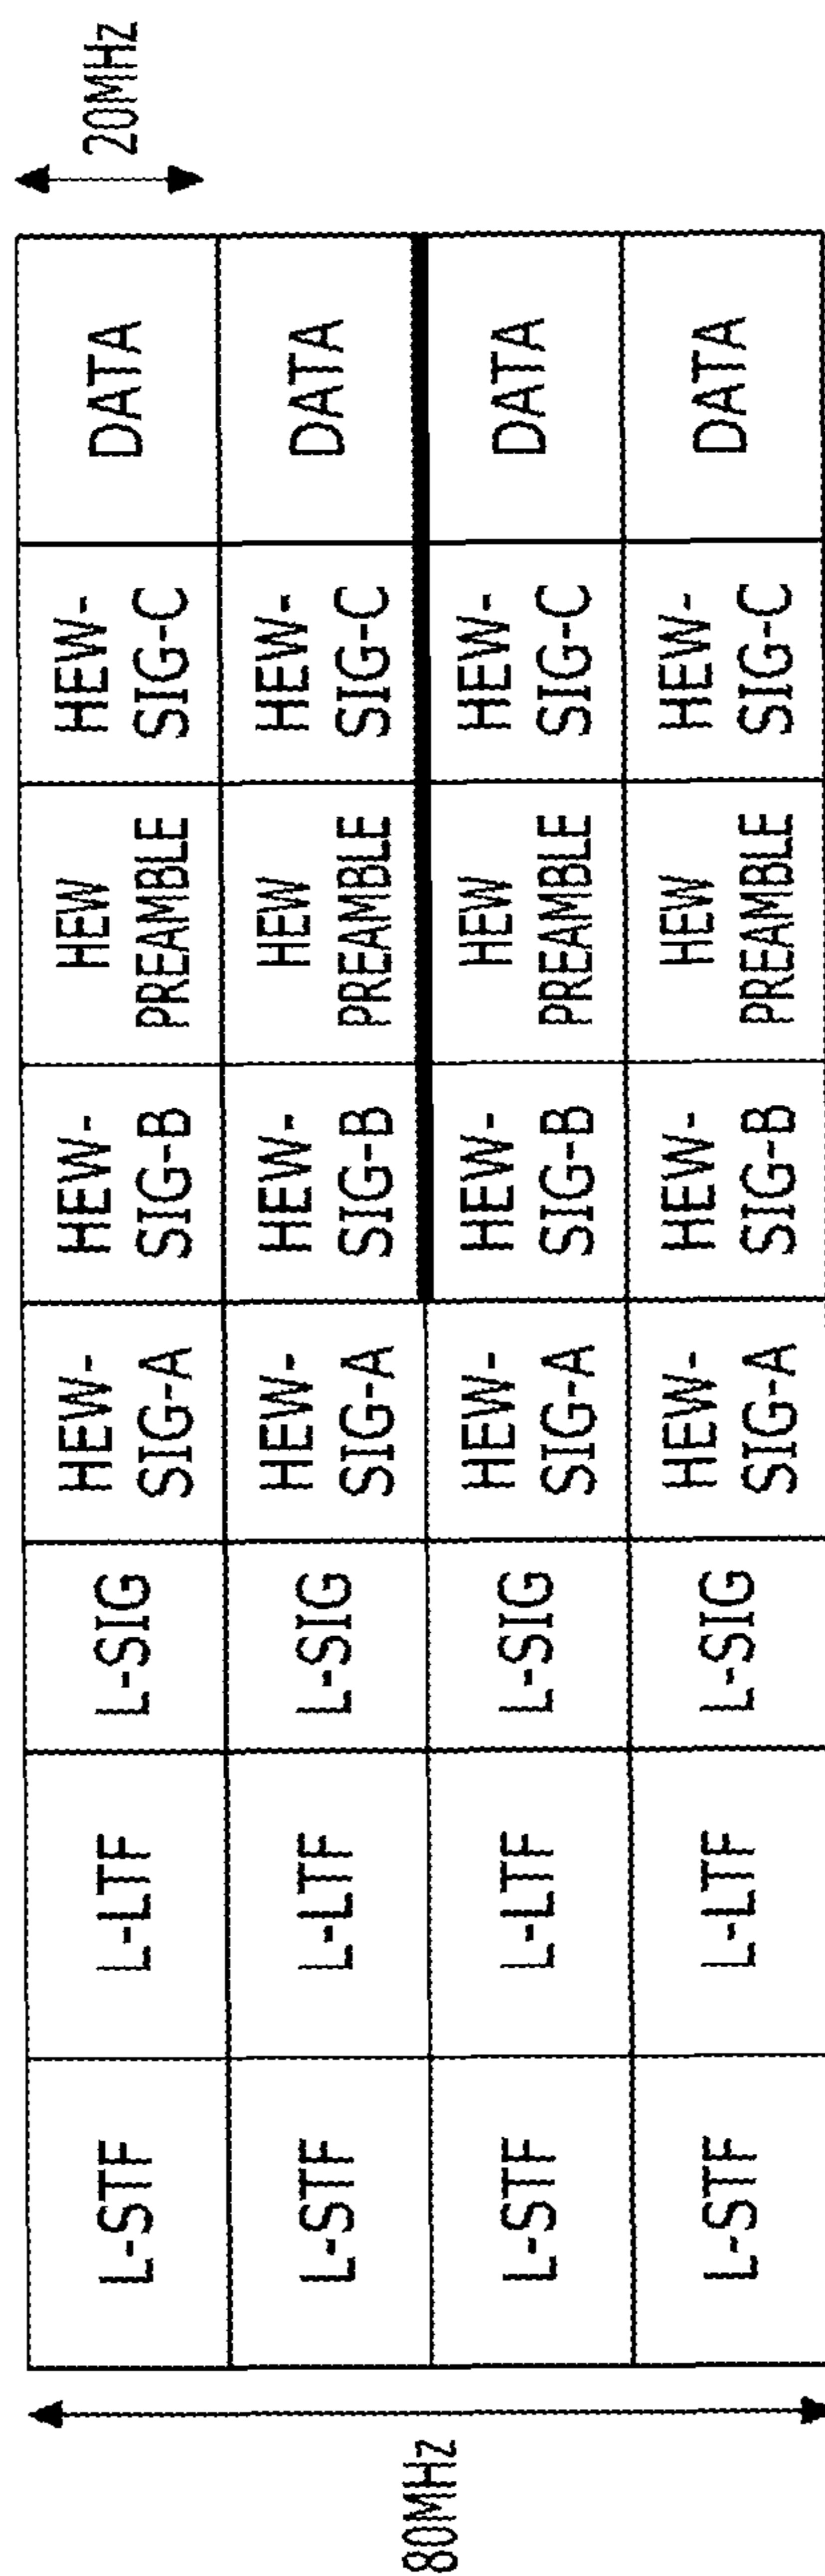 80MHz
20MHz
L-STF
L-LTF
L-SIG
HEW-
SIG-A
HEW-
SIG-B
HEW
PREAMBLE
HEW-
SIG-C
DATA
L-STF
L-LTF
L-SIG
HEW-
SIG-A
HEW-
SIG-B
HEW
PREAMBLE
HEW-
SIG-C
DATA
L-STF
L-LTF
L-SIG
HEW-
SIG-A
HEW-
SIG-B
HEW
PREAMBLE
HEW-
SIG-C
DATA
L-STF
L-LTF
L-SIG
HEW-
SIG-A
HEW-
SIG-B
HEW
PREAMBLE
HEW-
SIG-C
DATA